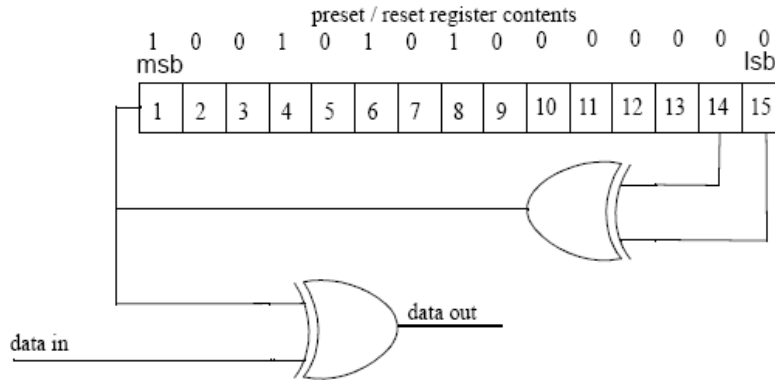 preset / reset register contents
1 0 0 1 0 1 0 1 0 0 0 0 0 0 0
msb lsb
1 2 3 4 5 6 7 8 9 10 11 12 13 14 15
data out
data in